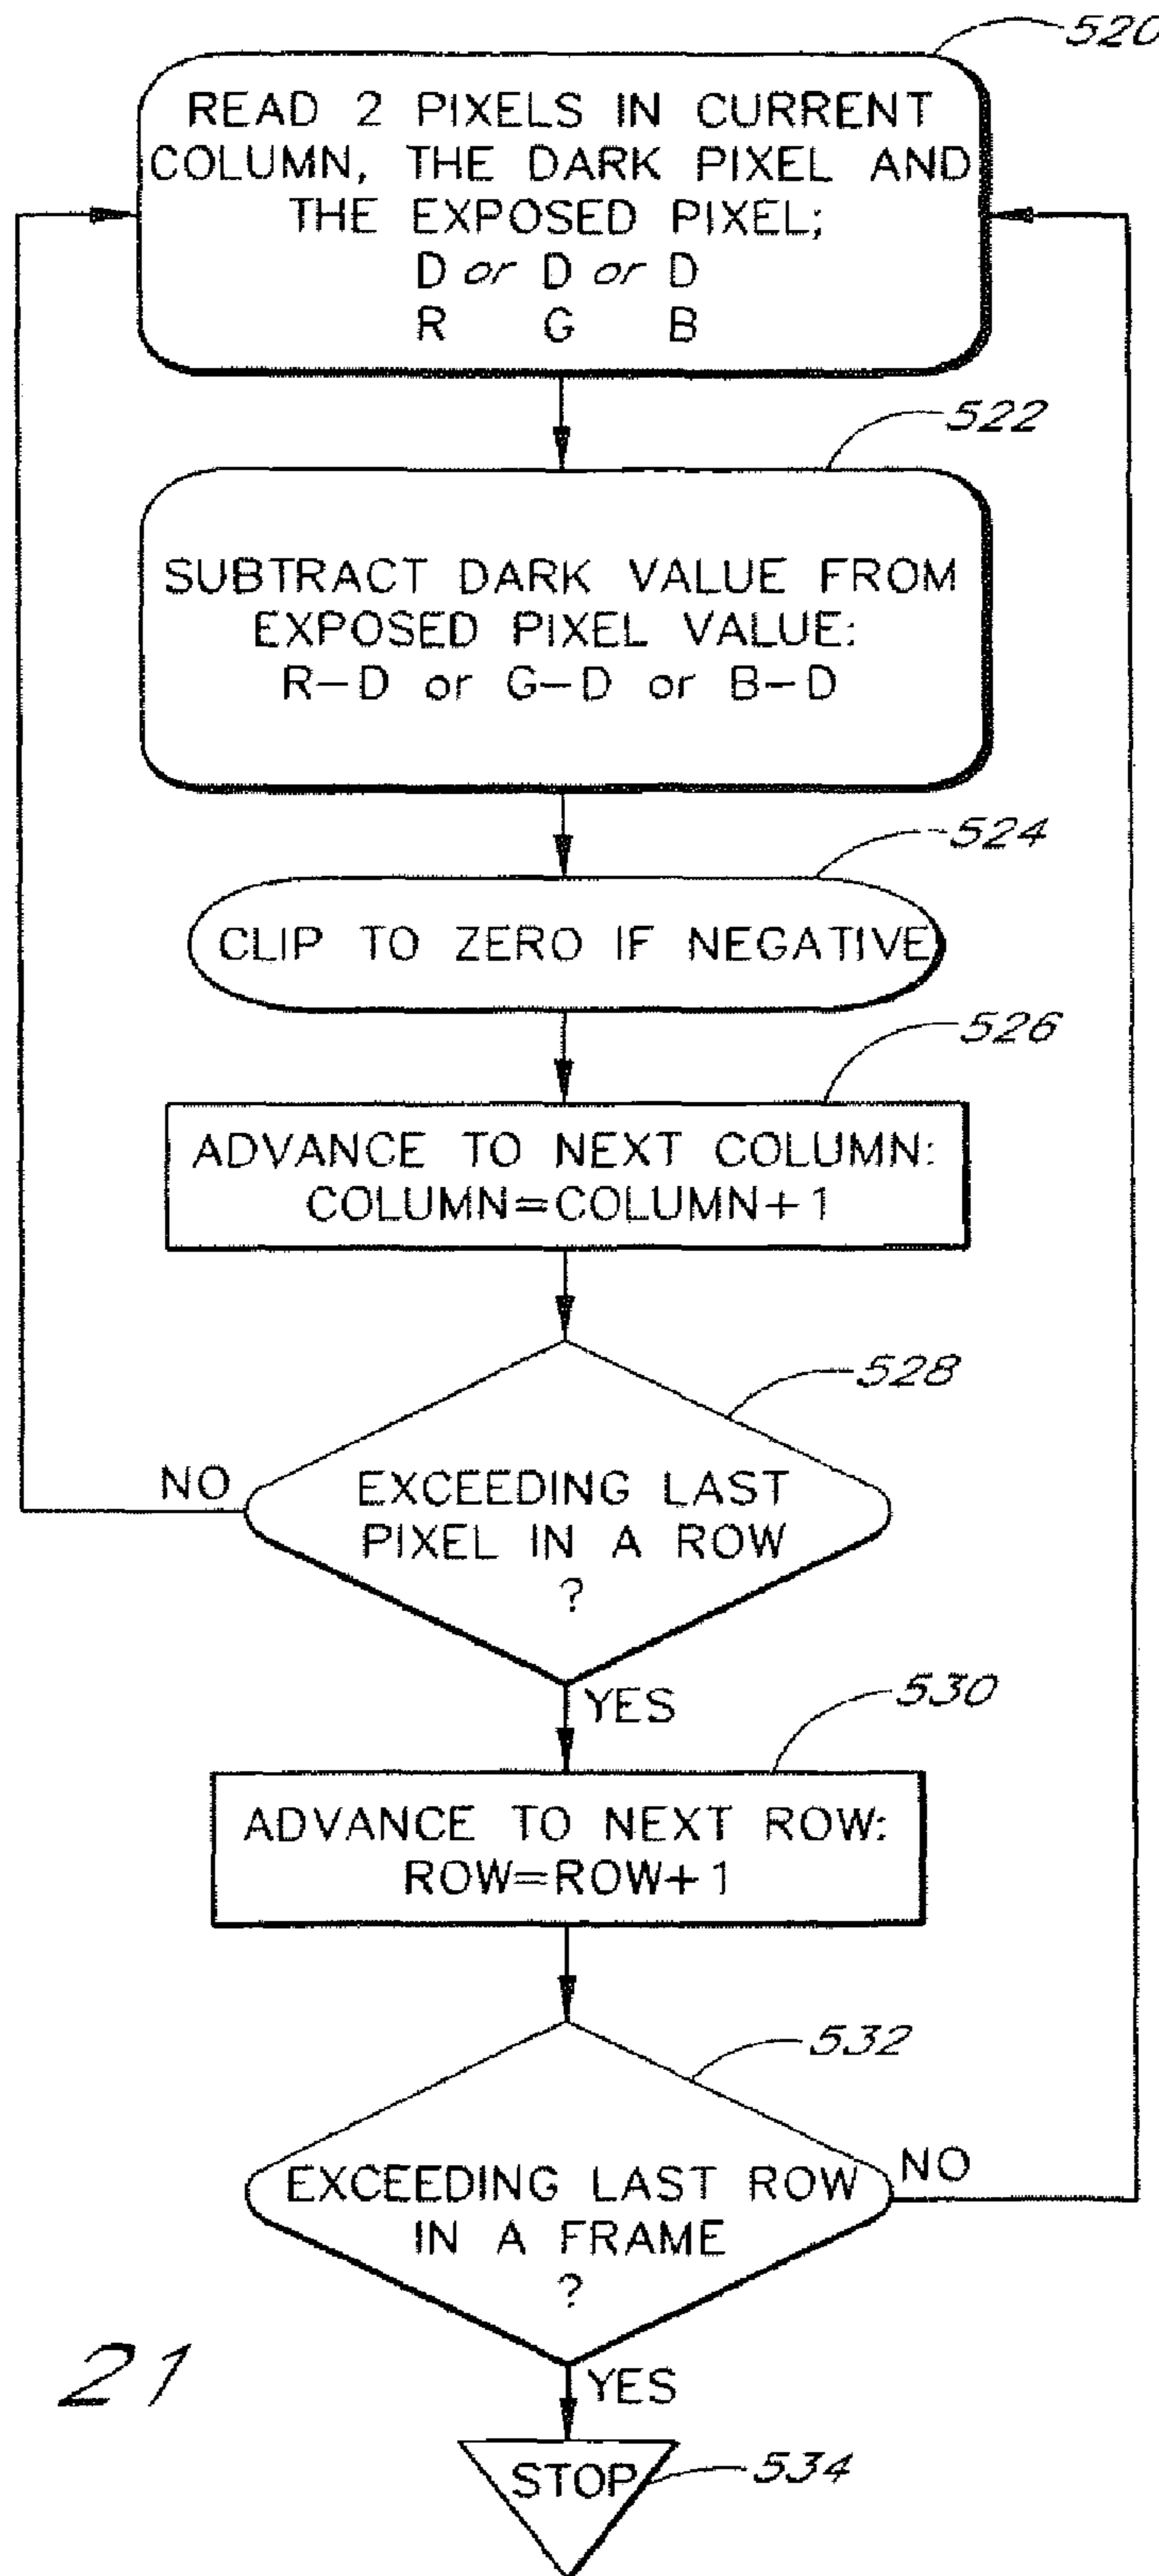 520
READ 2 PIXELS IN CURRENT
COLUMN, THE DARK PIXEL AND
THE EXPOSED PIXEL;
D or D or D
R G B
522
SUBTRACT DARK VALUE FROM
EXPOSED PIXEL VALUE:
R-D or G-D or B-D
524
CLIP TO ZERO IF NEGATIVE
526
ADVANCE TO NEXT COLUMN:
COLUMN=COLUMN+1
528
NO
EXCEEDING LAST
PIXEL IN A ROW
?
YES
530
ADVANCE TO NEXT ROW:
ROW=ROW+1
532
NO
EXCEEDING LAST ROW
IN A FRAME
?
21
YES
STOP
534